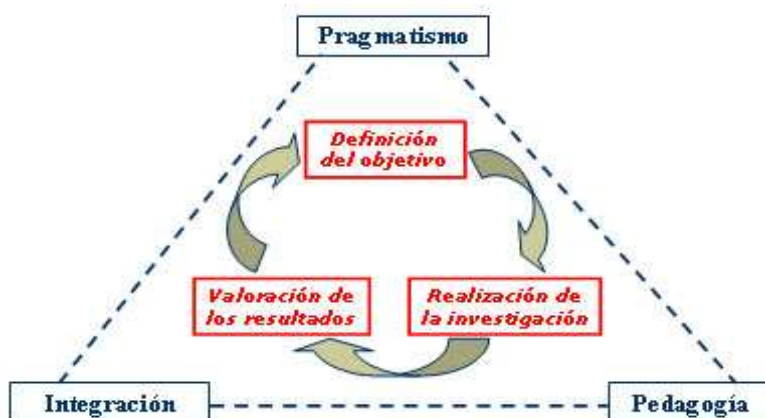 Pragmatismo
Definición
del objetivo
Valoración de
los resultados
Realización de
la investigación
Integración
Pedagogía